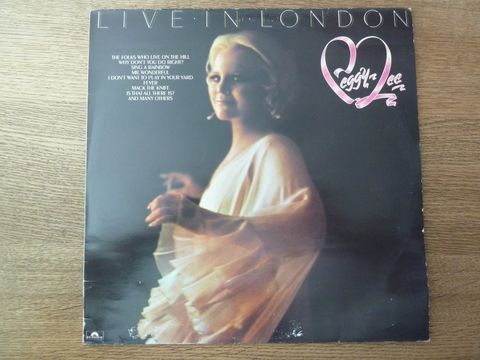 LIVE·IN·LONDON
THE FOLKS WHO LIVE ON THE HILL
WHY DON'T YOU DO RIGHT?
SING A RAINBOW
MR. WONDERFUL
I DON'T WANT TO PLAY IN YOUR YARD
FEVER
MACK THE KNIFE
IS THAT ALL THERE IS?
AND MANY OTHERS
Peggy Lee